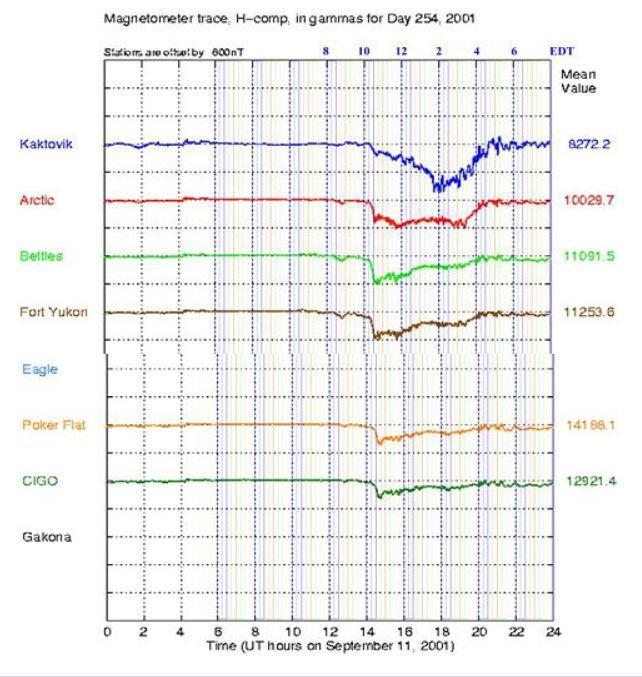 Magnetometer trace, H-comp, in gammas for Day 254, 2001
Stations are offset by 600nT 8 10 12 2 4 6 EDT
Mean
Value
Kaktovik 8272.2
Arctic 10029.7
Bettles 11091.5
Fort Yukon 11253.6
Eagle
Poker Flat 14188.1
CIGO 12921.4
Gakona
0 2 4 6 8 10 12 14 16 18 20 22 24
Time (UT hours on September 11, 2001)